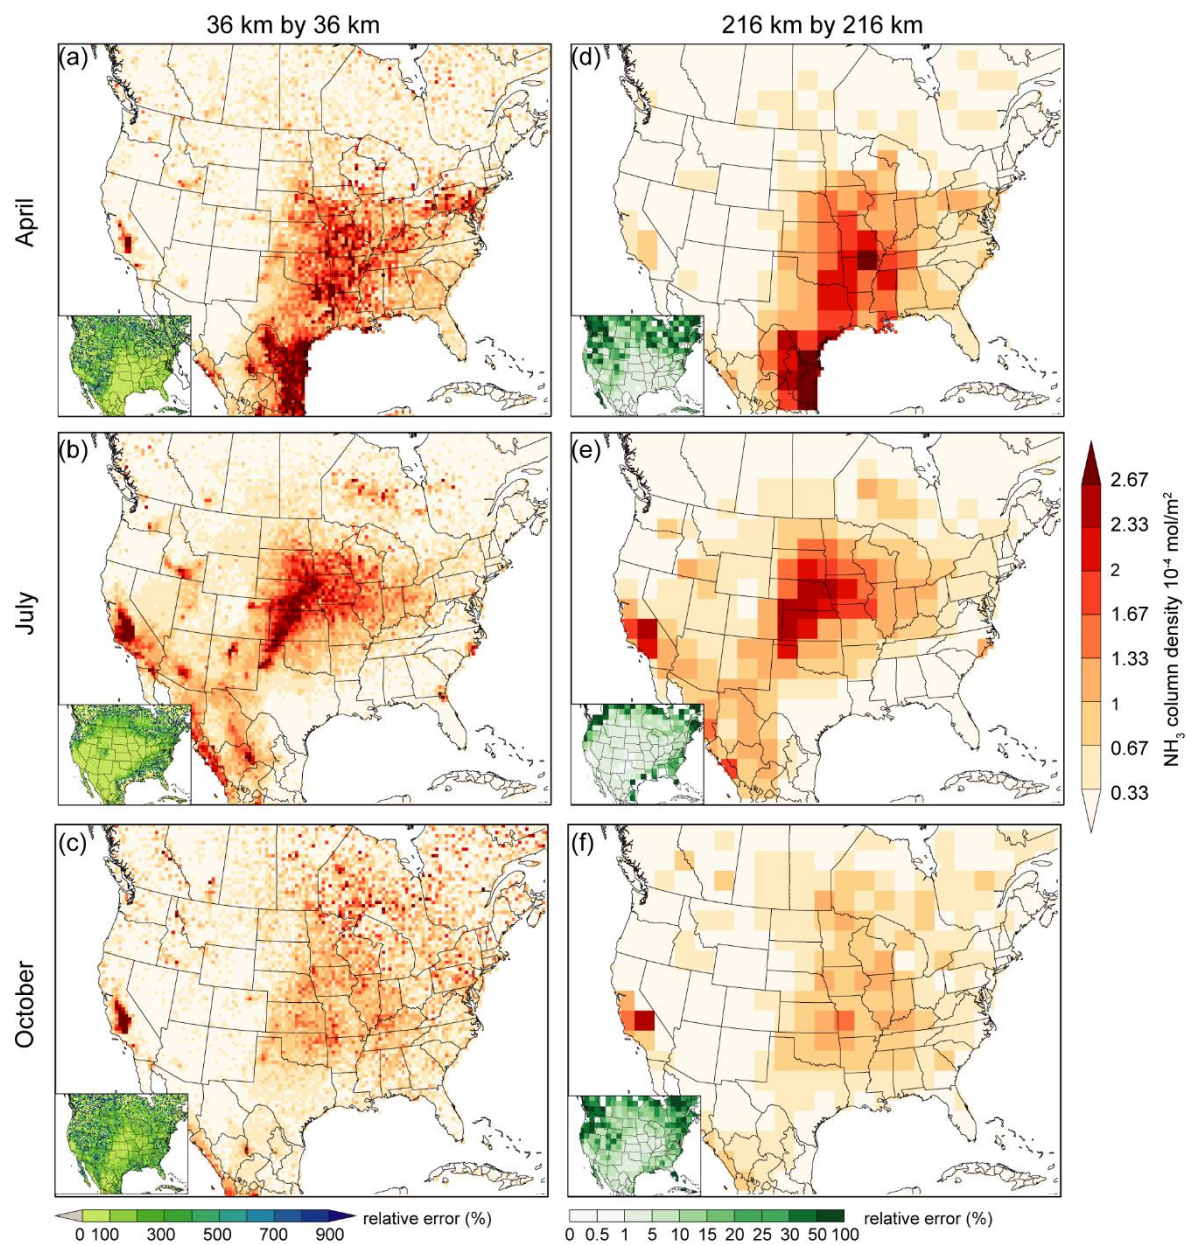 36 km by 36 km
216 km by 216 km
(a)
(d)
April
(b)
(e)
July
2.67
2.33
2
1.67
1.33
1
0.67
0.33
NH₃ column density 10⁻⁴ mol/m²
(c)
(f)
October
0 100 300 500 700 900 relative error (%)
0 0.5 1 5 10 15 20 25 30 50 100 relative error (%)